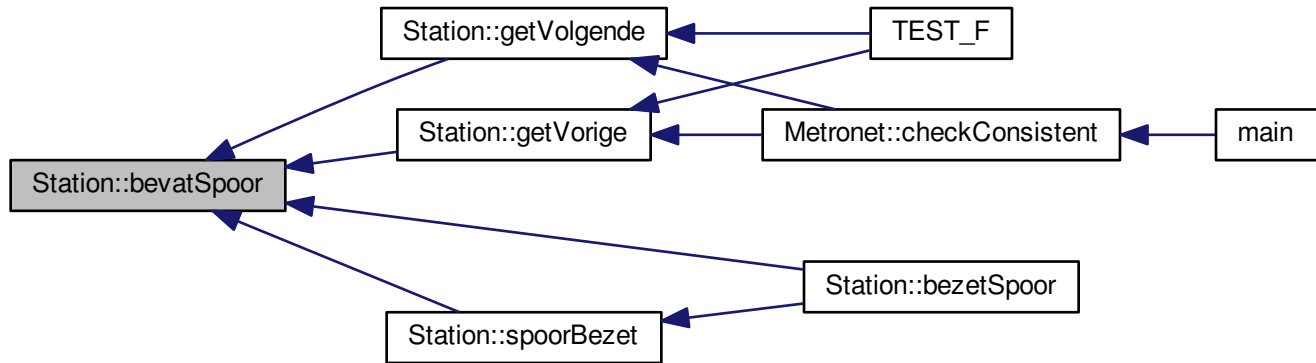 Station::getVolgende
TEST_F
Station::getVorige
Metronet::checkConsistent
main
Station::bevatSpoor
Station::bezetSpoor
Station::spoorBezet